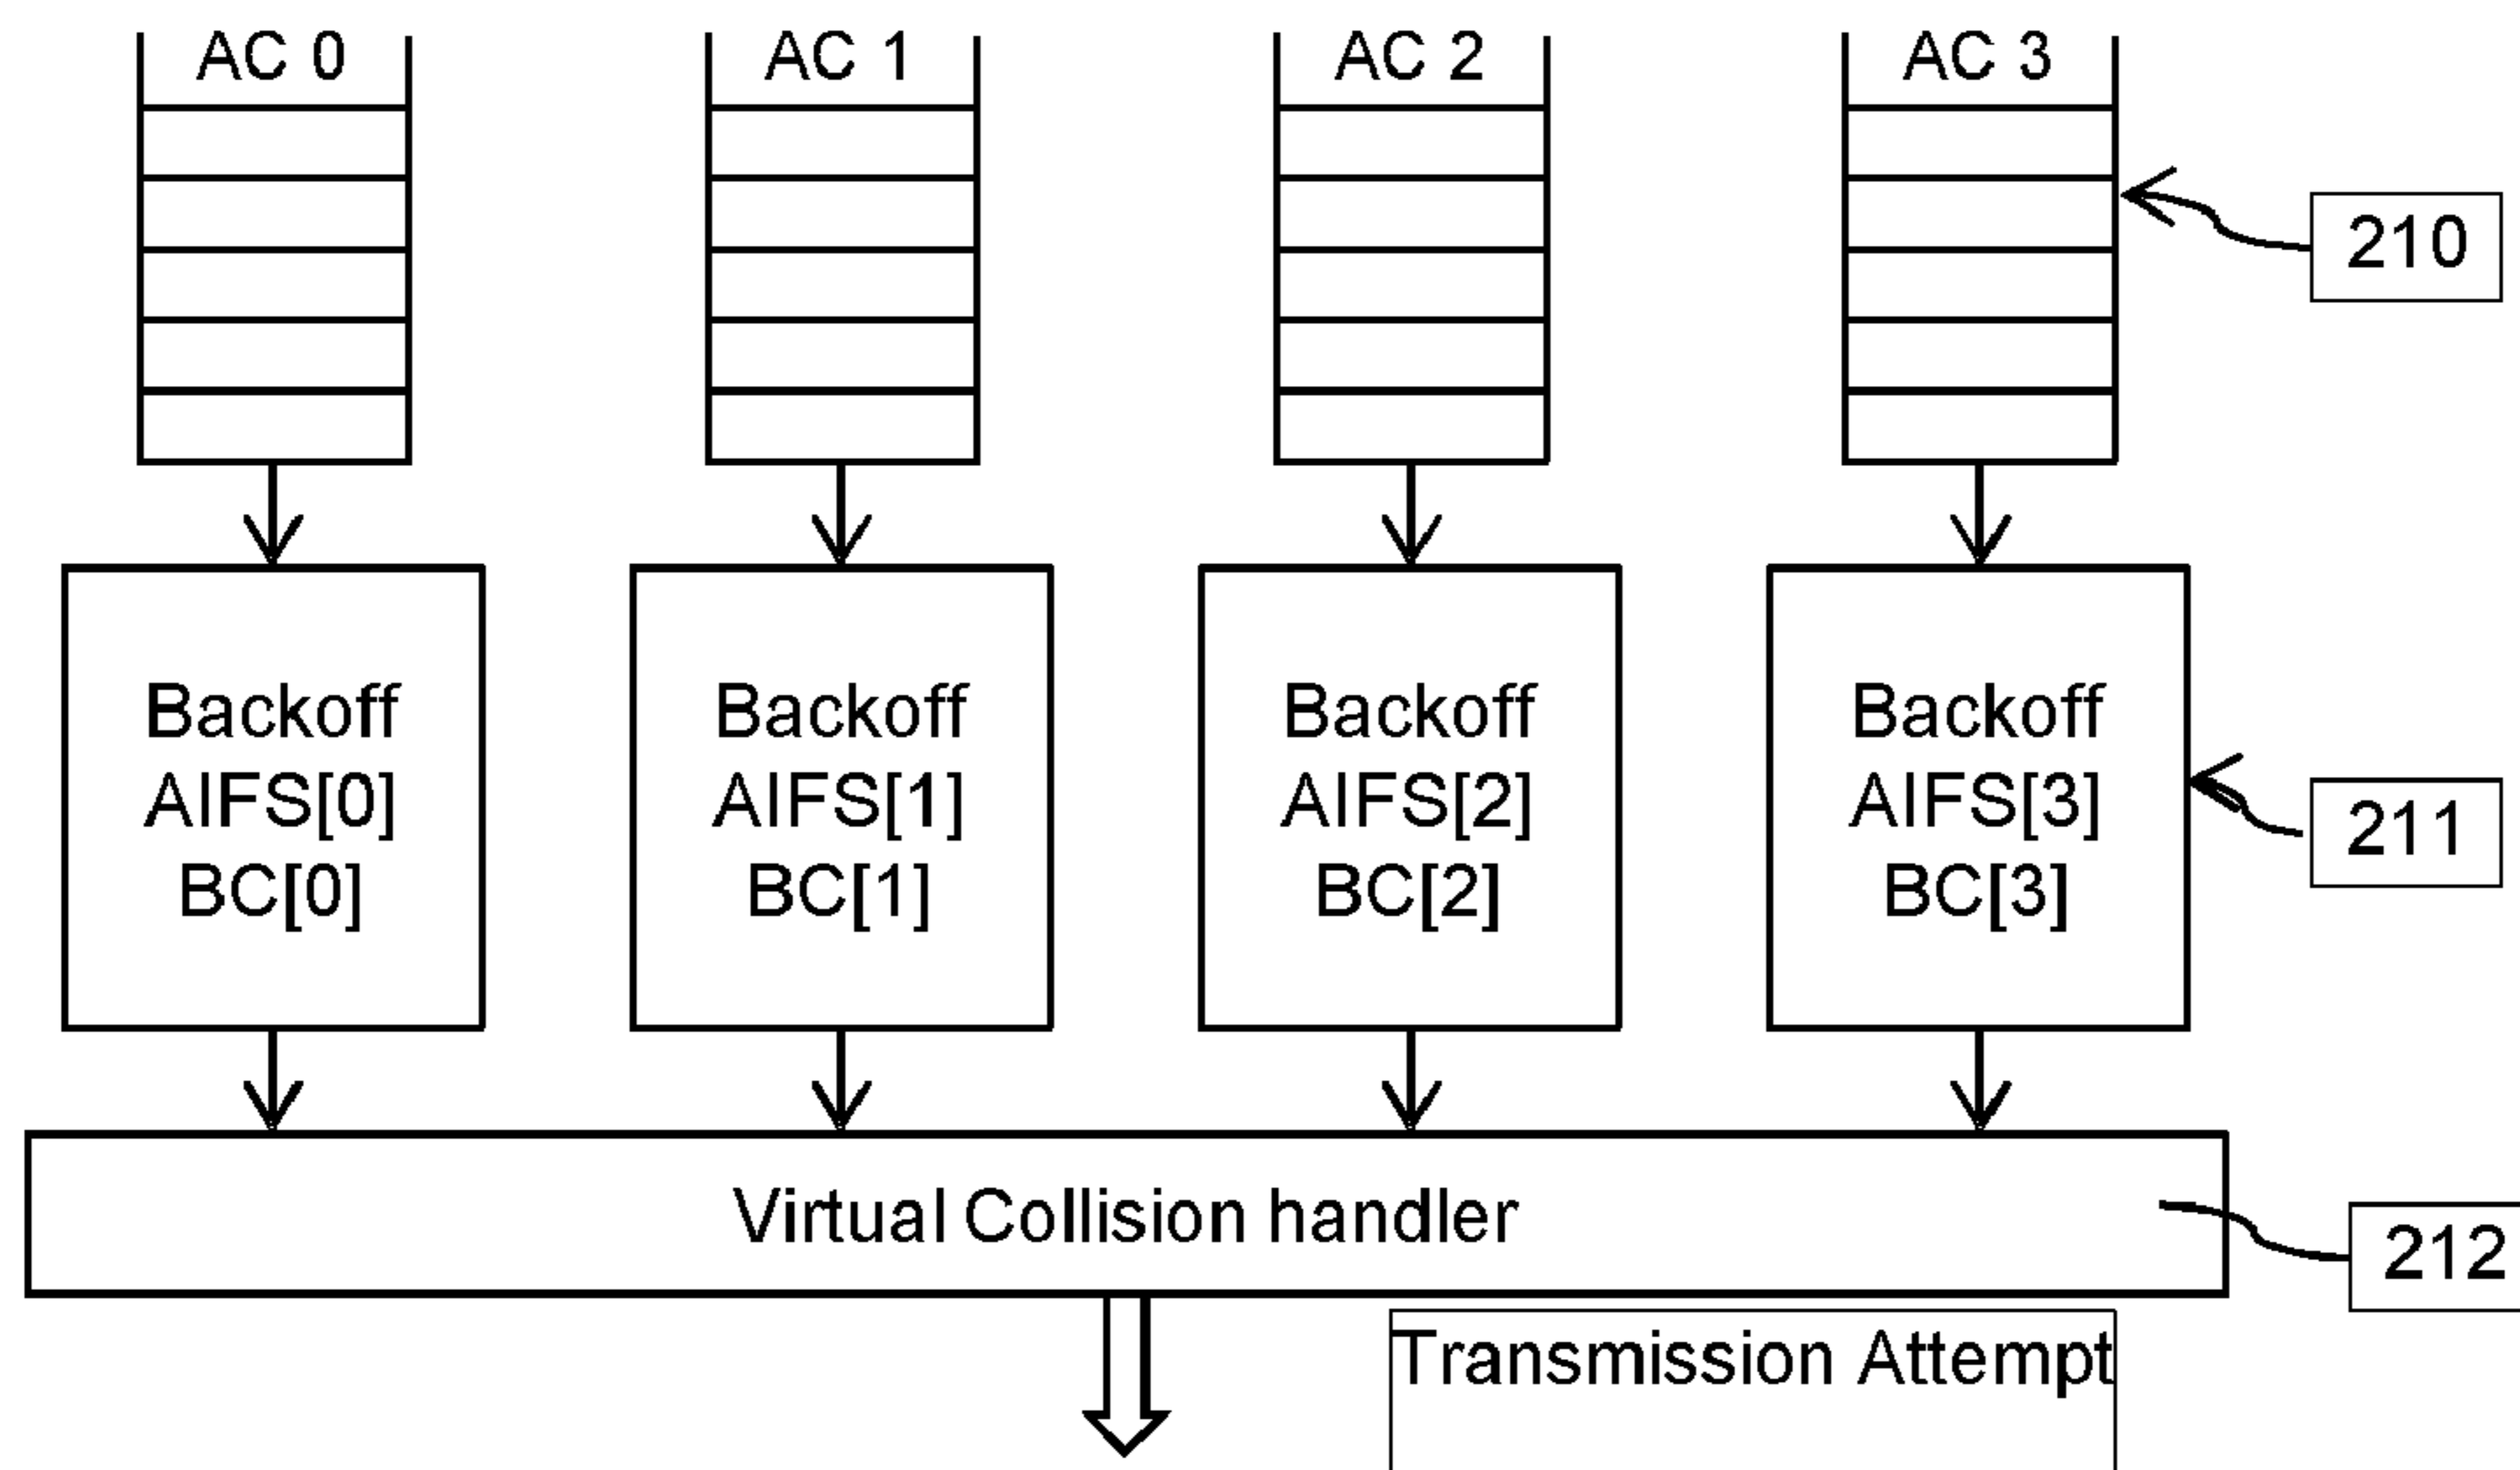 AC 0
AC 1
AC 2
AC 3
210
Backoff
AIFS[0]
BC[0]
Backoff
AIFS[1]
BC[1]
Backoff
AIFS[2]
BC[2]
Backoff
AIFS[3]
BC[3]
211
Virtual Collision handler
212
Transmission Attempt